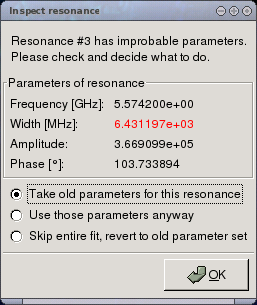 Inspect resonance
Resonance #3 has improbable parameters.
Please check and decide what to do.
Parameters of resonance
Frequency [GHz]: 5.574200e+00
Width [MHz]: 6.431197e+03
Amplitude: 3.669099e+05
Phase [°]: 103.733894
Take old parameters for this resonance
Use those parameters anyway
Skip entire fit, revert to old parameter set
OK